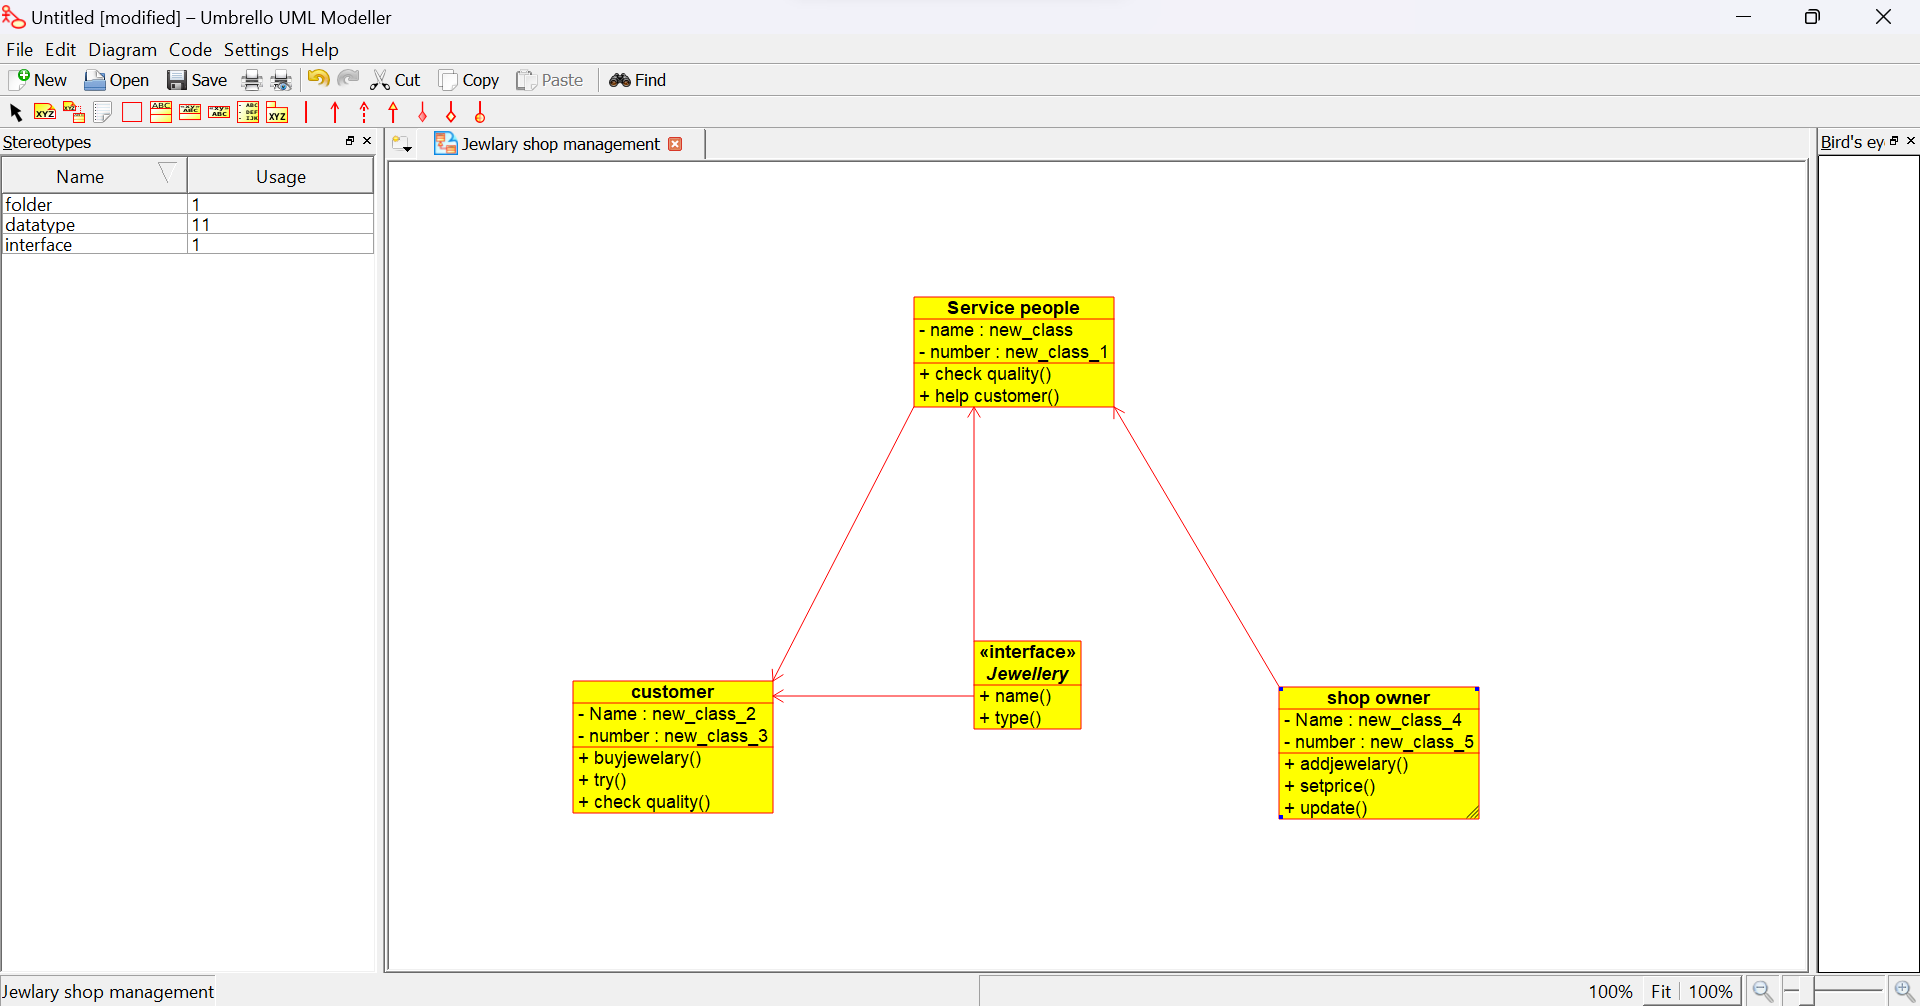 Untitled [modified] – Umbrello UML Modeller
File Edit Diagram Code Settings Help
New Open Save Cut Copy Paste Find
Stereotypes
Jewlary shop management
Bird's ey
Name Usage
folder 1
datatype 11
interface 1
Service people
- name : new_class
- number : new_class_1
+ check quality()
+ help customer()
«interface»
Jewellery
+ name()
+ type()
customer
- Name : new_class_2
- number : new_class_3
+ buyjewelary()
+ try()
+ check quality()
shop owner
- Name : new_class_4
- number : new_class_5
+ addjewelary()
+ setprice()
+ update()
Jewlary shop management
100% Fit 100%